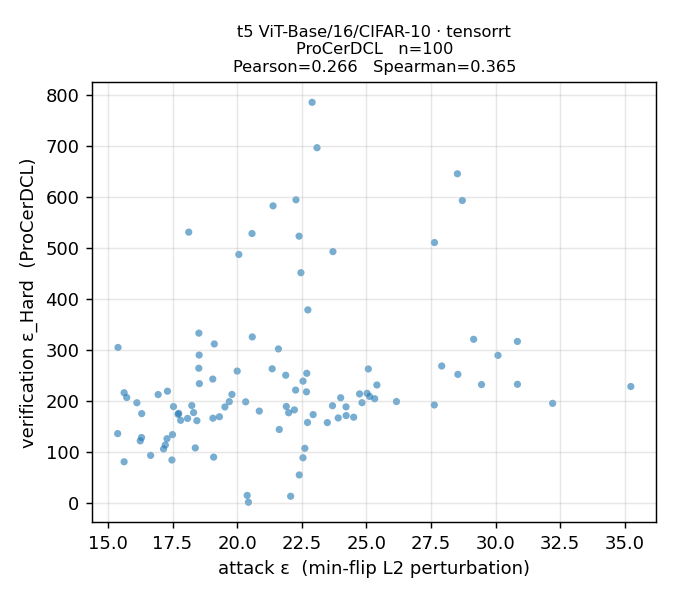 t5 ViT-Base/16/CIFAR-10 · tensorrt
ProCerDCL   n=100
Pearson=0.266   Spearman=0.365
800
700
600
500
400
300
200
100
0
verification ε_Hard  (ProCerDCL)
15.0 17.5 20.0 22.5 25.0 27.5 30.0 32.5 35.0
attack ε  (min-flip L2 perturbation)